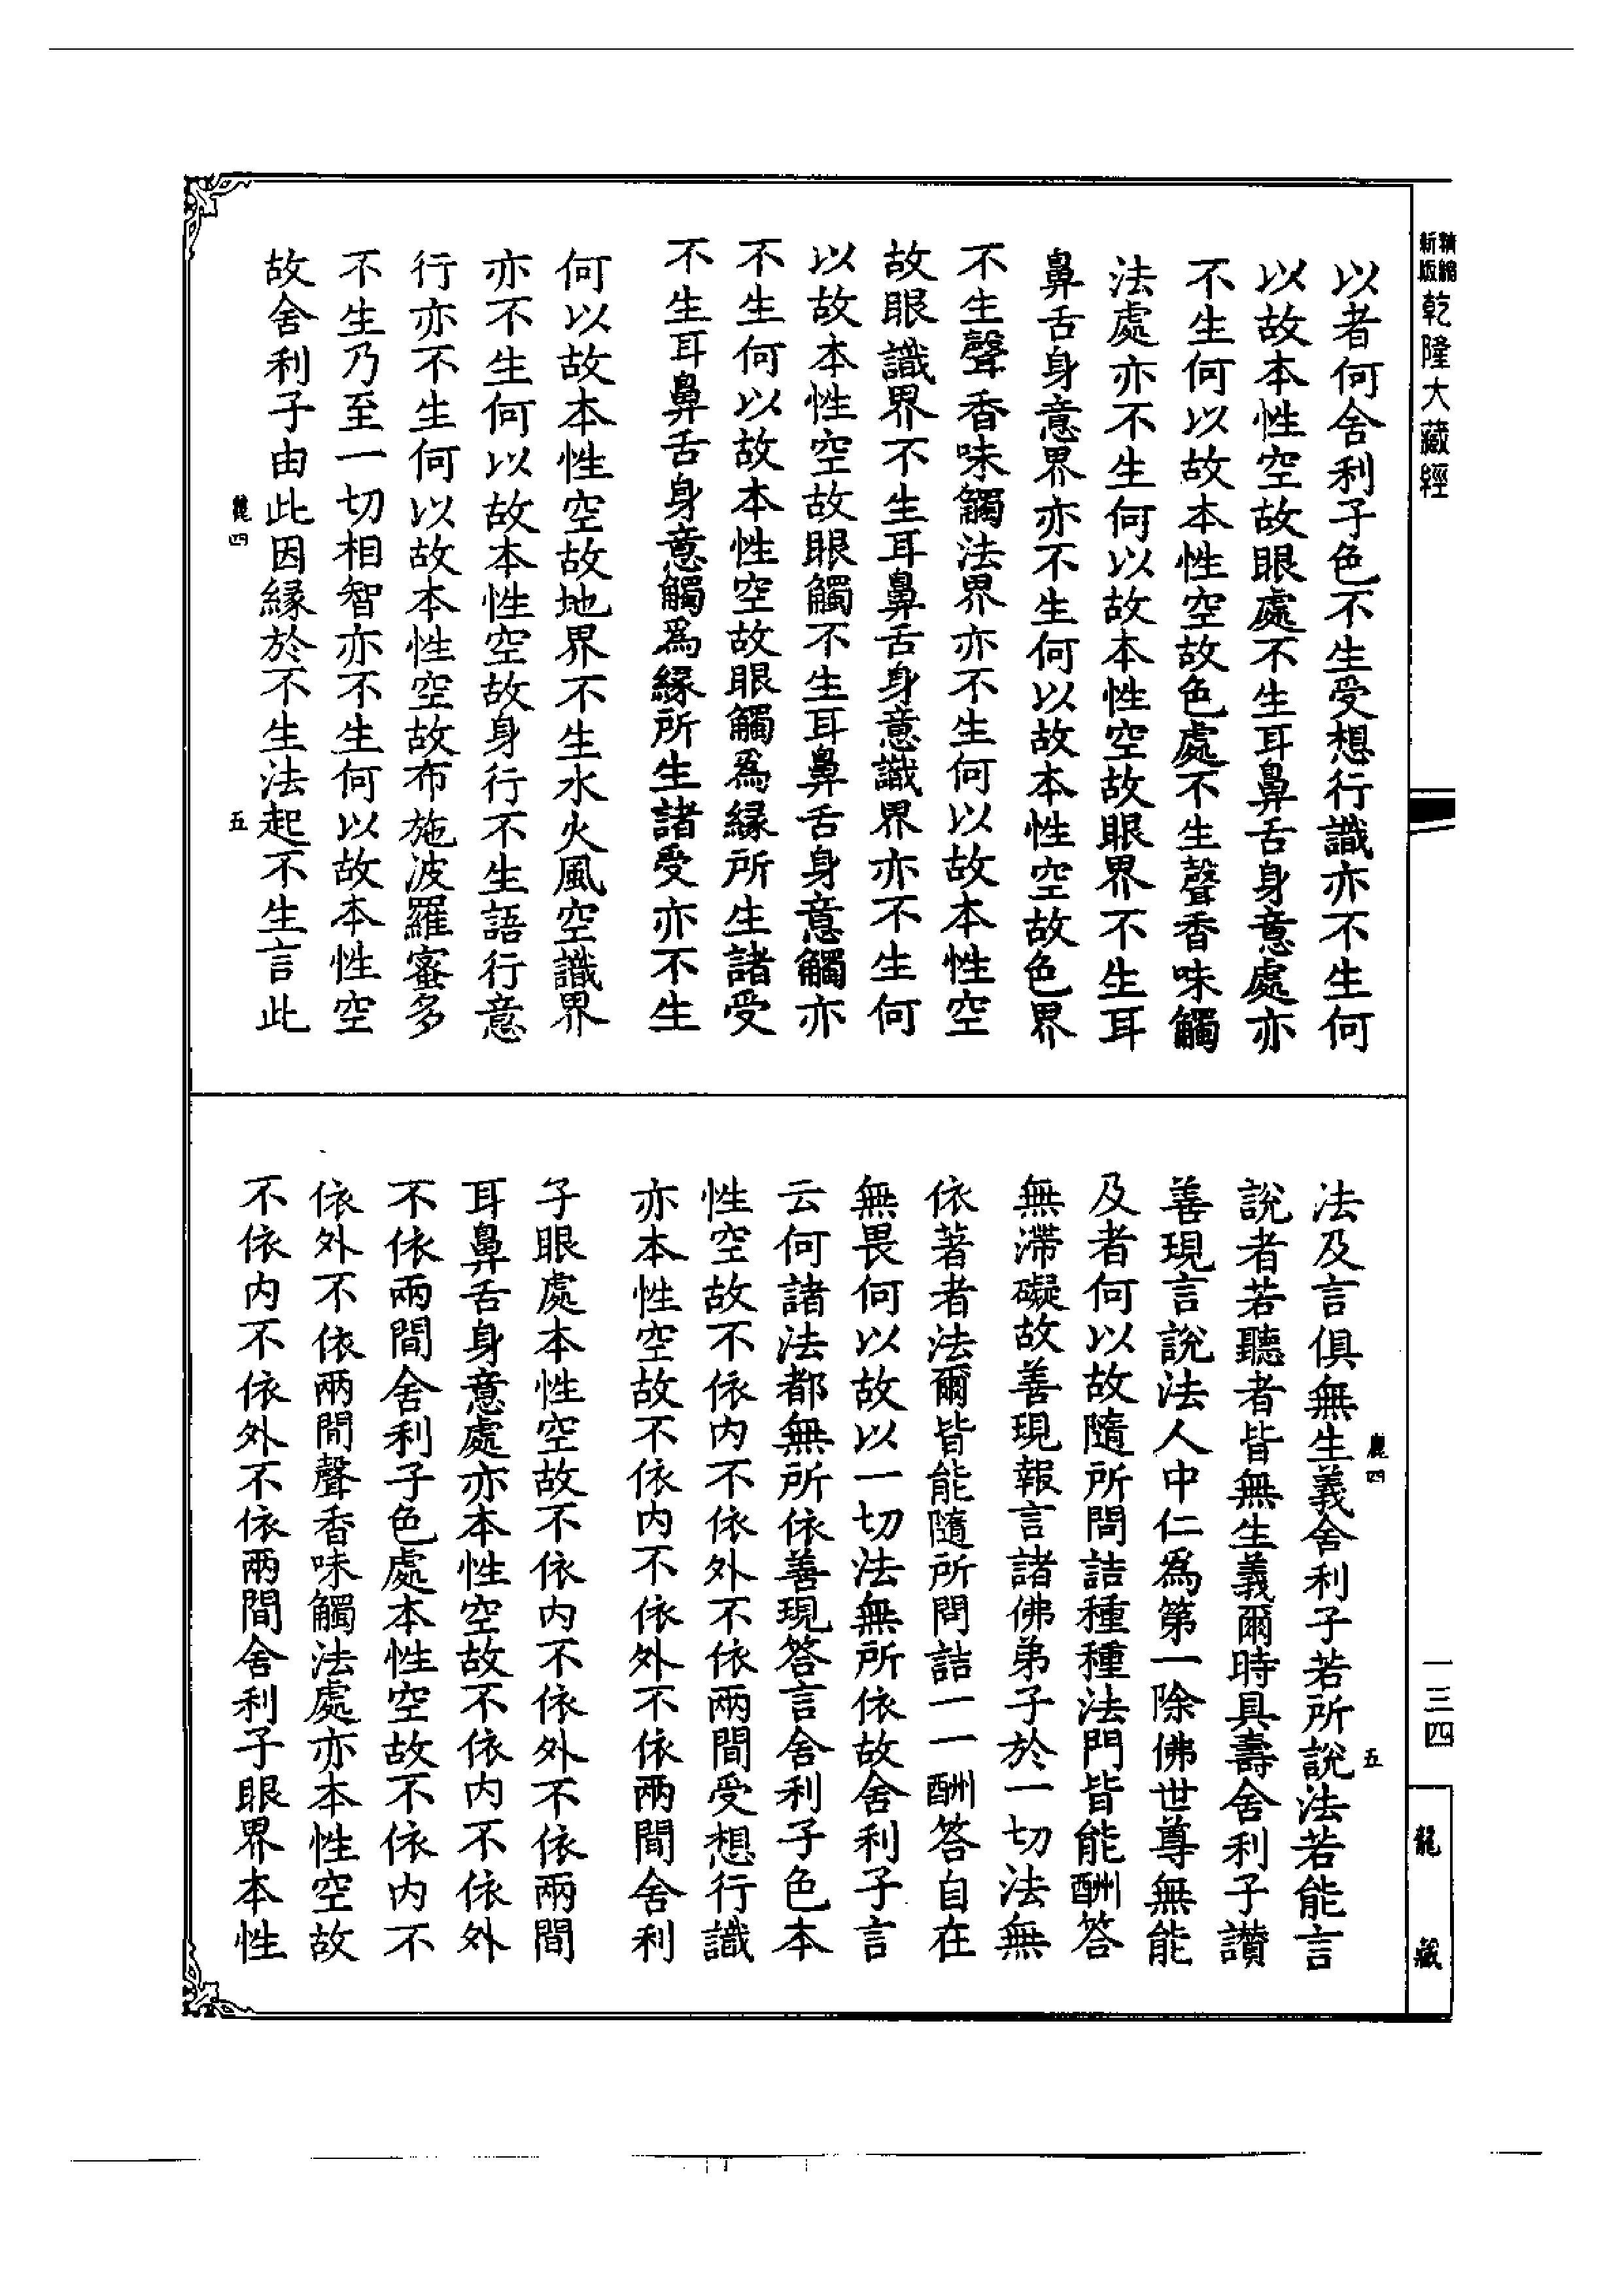 新版精縮乾隆大藏經
以者何舍利子色不生受想行識亦不生何
以故本性空故眼處不生耳鼻舌身意處亦
不生何以故本性空故色處不生聲香味觸
法處亦不生何以故本性空故眼界不生耳
鼻舌身意界亦不生何以故本性空故色界
不生聲香味觸法界亦不生何以故本性空
故眼識界不生耳鼻舌身意識界亦不生何
以故本性空故眼觸不生耳鼻舌身意觸亦
不生何以故本性空故眼觸爲緣所生諸受
不生耳鼻舌身意觸爲緣所生諸受亦不生
何以故本性空故地界不生水火風空識界
亦不生何以故本性空故身行不生語行意
行亦不生何以故本性空故布施波羅蜜多
不生乃至一切相智亦不生何以故本性空
故舍利子由此因緣於不生法起不生言此
麗四
五
一三四
龍藏
麗四
五
法及言俱無生義舍利子若所說法若能言
說者若聽者皆無生義爾時具壽舍利子讚
善現言說法人中仁爲第一除佛世尊無能
及者何以故隨所問詰種種法門皆能酬答
無滯礙故善現報言諸佛弟子於一切法無
依著者法爾皆能隨所問詰一一酬答自在
無畏何以故以一切法無所依故舍利子言
云何諸法都無所依善現答言舍利子色本
性空故不依內不依外不依兩間受想行識
亦本性空故不依內不依外不依兩間舍利
子眼處本性空故不依內不依外不依兩間
耳鼻舌身意處亦本性空故不依內不依外
不依兩間舍利子色處本性空故不依內不
依外不依兩間聲香味觸法處亦本性空故
不依內不依外不依兩間舍利子眼界本性